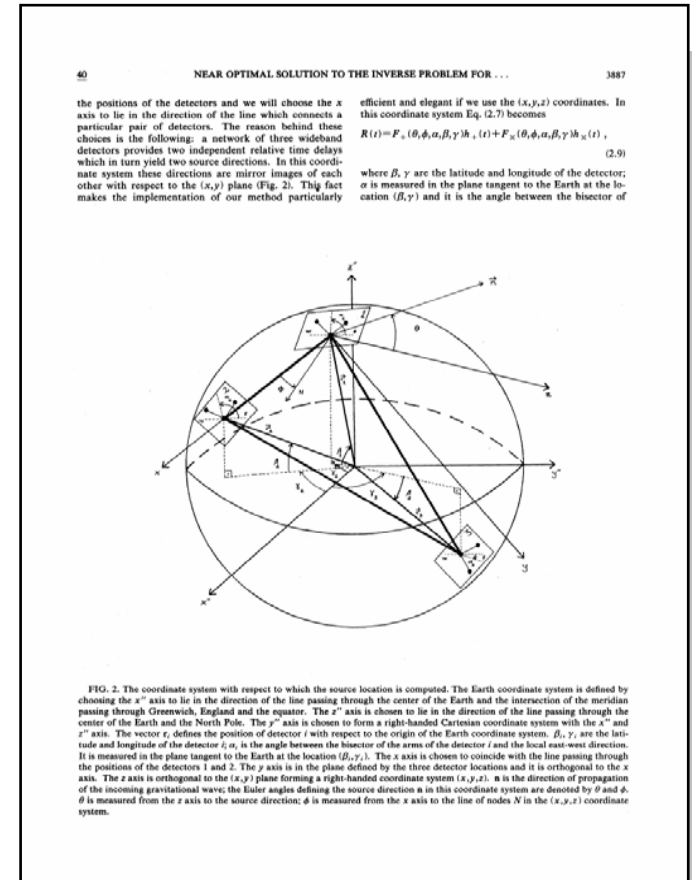 40
NEAR OPTIMAL SOLUTION TO THE INVERSE PROBLEM FOR . . .
3887
the positions of the detectors and we will choose the x
axis to lie in the direction of the line which connects a
particular pair of detectors. The reason behind these
choices is the following: a network of three wideband
detectors provides two independent relative time delays
which in turn yield two source directions. In this coordi-
nate system these directions are mirror images of each
other with respect to the (x,y) plane (Fig. 2). This fact
makes the implementation of our method particularly
efficient and elegant if we use the (x,y,z) coordinates. In
this coordinate system Eq. (2.7) becomes
R(t)=F₊(θ,ϕ,α,β,γ)h₊(t)+F×(θ,ϕ,α,β,γ)h×(t) ,
(2.9)
where β, γ are the latitude and longitude of the detector;
α is measured in the plane tangent to the Earth at the lo-
cation (β,γ) and it is the angle between the bisector of
z″
θ
x
y″
y
x″
FIG. 2. The coordinate system with respect to which the source location is computed. The Earth coordinate system is defined by
choosing the x″ axis to lie in the direction of the line passing through the center of the Earth and the intersection of the meridian
passing through Greenwich, England and the equator. The z″ axis is chosen to lie in the direction of the line passing through the
center of the Earth and the North Pole. The y″ axis is chosen to form a right-handed Cartesian coordinate system with the x″ and
z″ axis. The vector rᵢ defines the position of detector i with respect to the origin of the Earth coordinate system. βᵢ, γᵢ are the lati-
tude and longitude of the detector i; αᵢ is the angle between the bisector of the arms of the detector i and the local east-west direction.
It is measured in the plane tangent to the Earth at the location (βᵢ,γᵢ). The x axis is chosen to coincide with the line passing through
the positions of the detectors 1 and 2. The y axis is in the plane defined by the three detector locations and it is orthogonal to the x
axis. The z axis is orthogonal to the (x,y) plane forming a right-handed coordinate system (x,y,z). n is the direction of propagation
of the incoming gravitational wave; the Euler angles defining the source direction n in this coordinate system are denoted by θ and ϕ.
θ is measured from the z axis to the source direction; ϕ is measured from the x axis to the line of nodes N in the (x,y,z) coordinate
system.